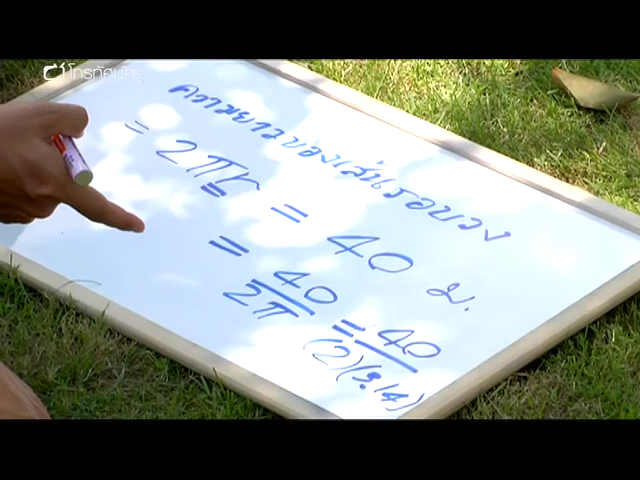 โทรทัศน์ครู
ความยาวของเส้นรอบวง
= 2πr = 40 ม.
= 40/2π = 40/(2)(3.14)